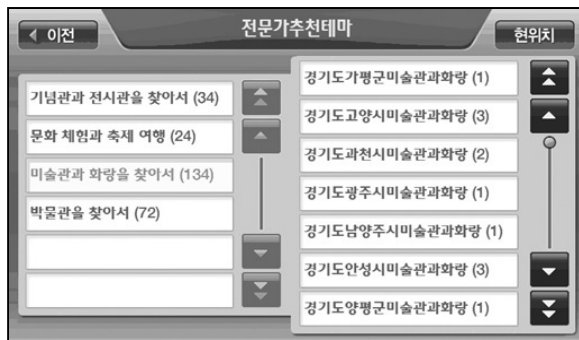 이전
전문가추천테마
현위치
기념관과 전시관을 찾아서 (34)
문화 체험과 축제 여행 (24)
미술관과 화랑을 찾아서 (134)
박물관을 찾아서 (72)
경기도가평군미술관과화랑 (1)
경기도고양시미술관과화랑 (3)
경기도과천시미술관과화랑 (2)
경기도광주시미술관과화랑 (1)
경기도남양주시미술관과화랑 (1)
경기도안성시미술관과화랑 (3)
경기도양평군미술관과화랑 (1)